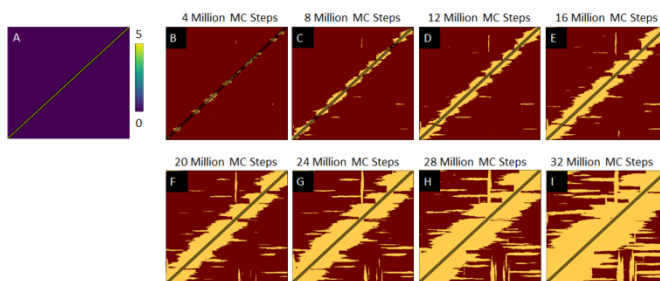 4 Million MC Steps
8 Million MC Steps
12 Million MC Steps
16 Million MC Steps
A
5
0
B
C
D
E
20 Million MC Steps
24 Million MC Steps
28 Million MC Steps
32 Million MC Steps
F
G
H
I